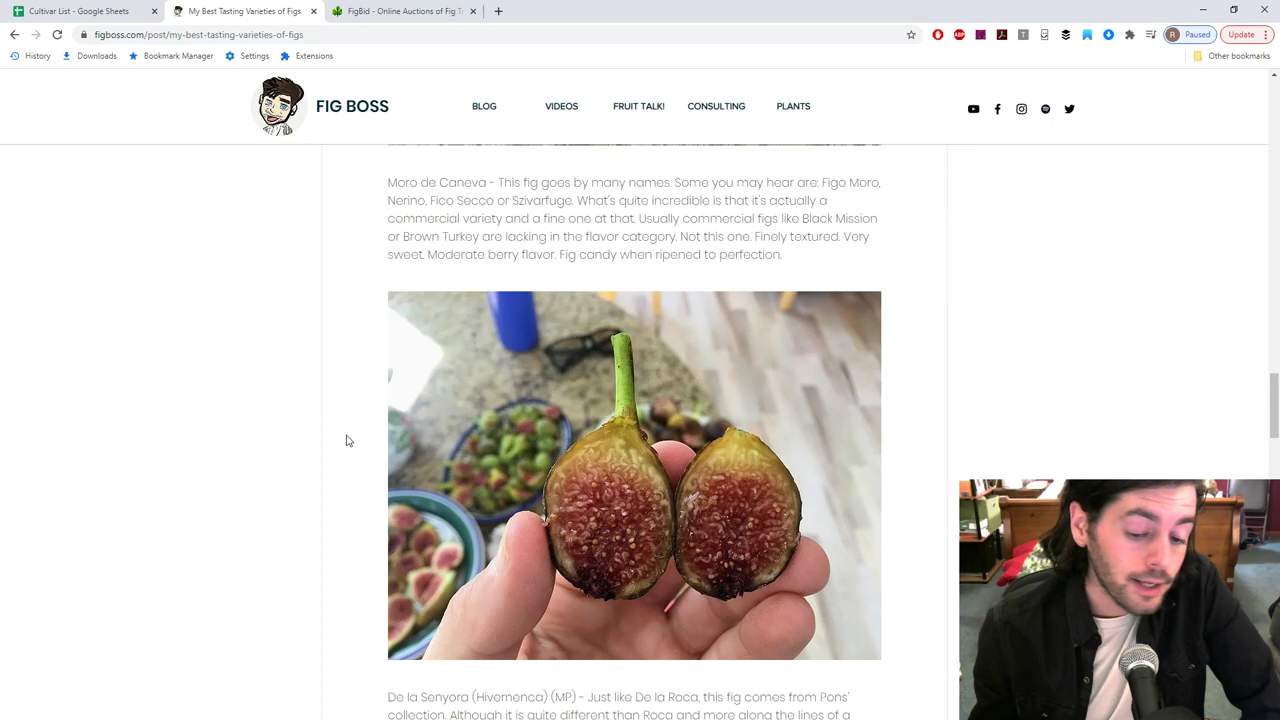 Cultivar List - Google Sheets
My Best Tasting Varieties of Figs
FigBid - Online Auctions of Fig T
figboss.com/post/my-best-tasting-varieties-of-figs
ABP
T
R Paused
Update
History
Downloads
Bookmark Manager
Settings
Extensions
Other bookmarks
FIG BOSS
BLOG
VIDEOS
FRUIT TALK!
CONSULTING
PLANTS
Moro de Caneva - This fig goes by many names. Some you may hear are: Figo Moro,
Nerino, Fico Secco or Szivarfuge. What's quite incredible is that it's actually a
commercial variety and a fine one at that. Usually commercial figs like Black Mission
or Brown Turkey are lacking in the flavor category. Not this one. Finely textured. Very
sweet. Moderate berry flavor. Fig candy when ripened to perfection.
De la Senyora (Hivernenca) (MP) - Just like De la Roca, this fig comes from Pons'
collection. Although it is quite different than Roca and more along the lines of a